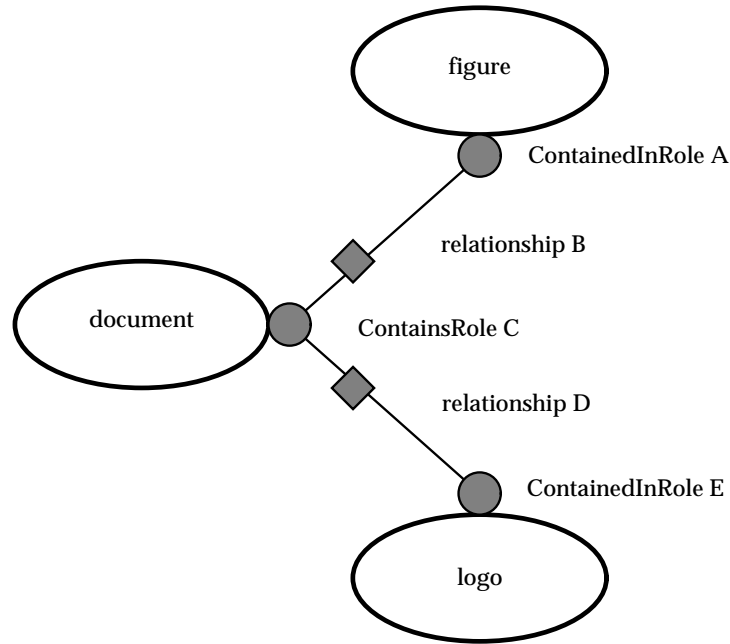 figure
ContainedInRole A
relationship B
document
ContainsRole C
relationship D
ContainedInRole E
logo